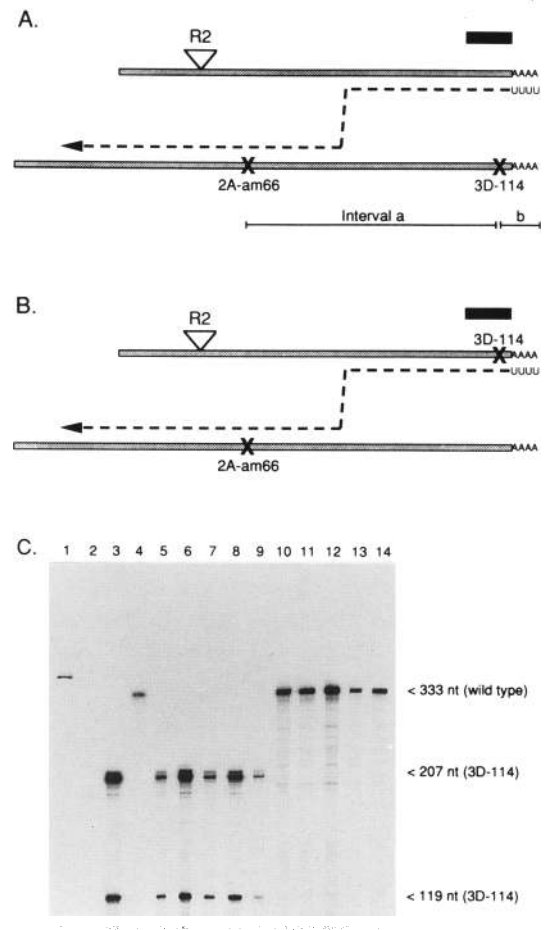 A.
R2
AAAA
UUUU
AAAA
2A-am66 3D-114
Interval a b
B.
R2 3D-114
AAAA
UUUU
AAAA
2A-am66
C.
1 2 3 4 5 6 7 8 9 10 11 12 13 14
< 333 nt (wild type)
< 207 nt (3D-114)
< 119 nt (3D-114)